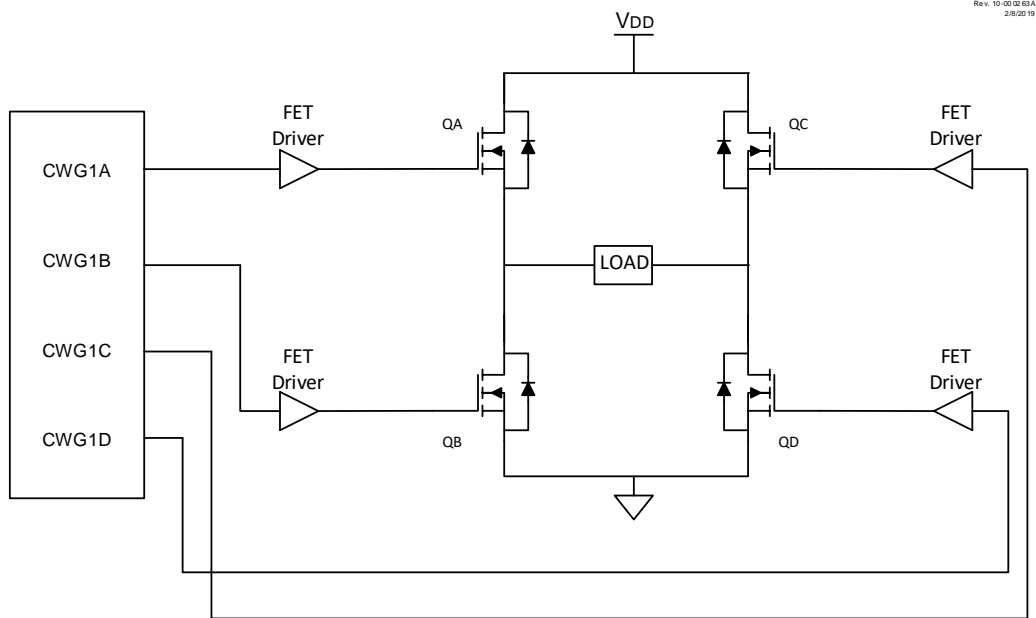 Rev. 10-000263A
2/8/2019
VDD
FET
Driver
QA
QC
FET
Driver
CWG1A
CWG1B
LOAD
CWG1C
FET
Driver
FET
Driver
CWG1D
QB
QD